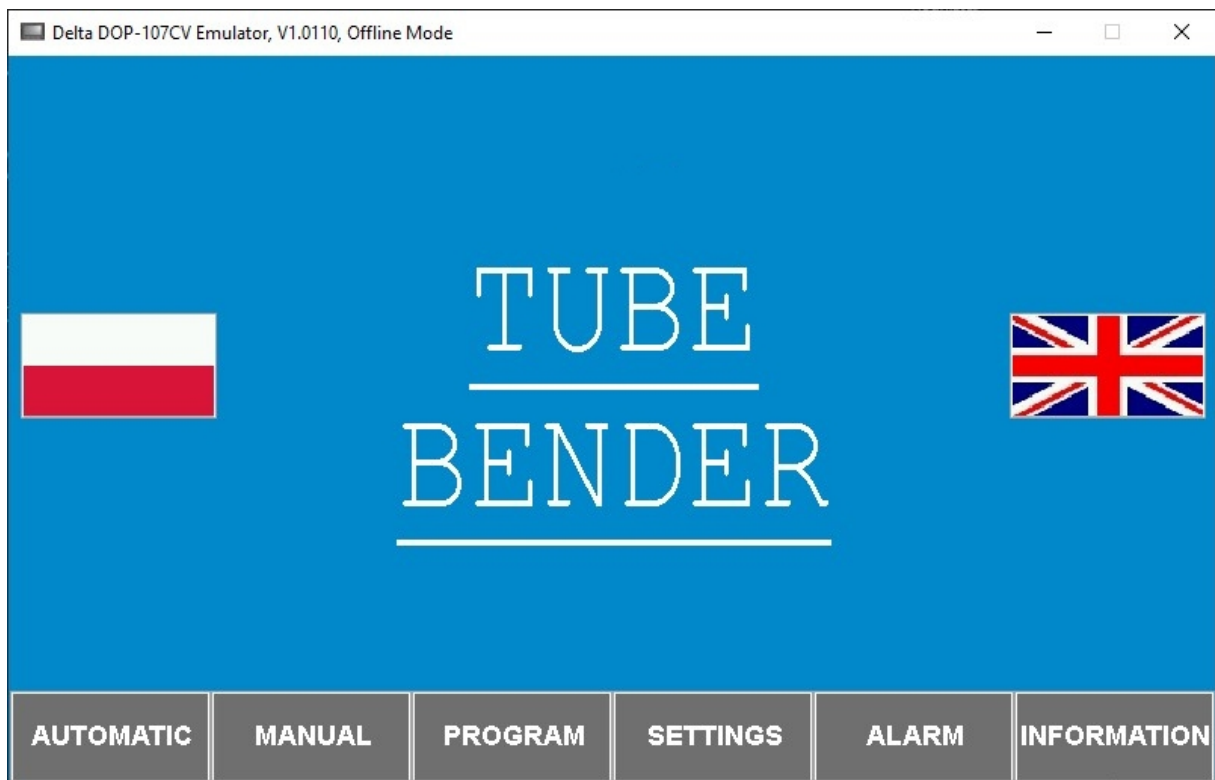 Delta DOP-107CV Emulator, V1.0110, Offline Mode
TUBE
BENDER
AUTOMATIC MANUAL PROGRAM SETTINGS ALARM INFORMATION